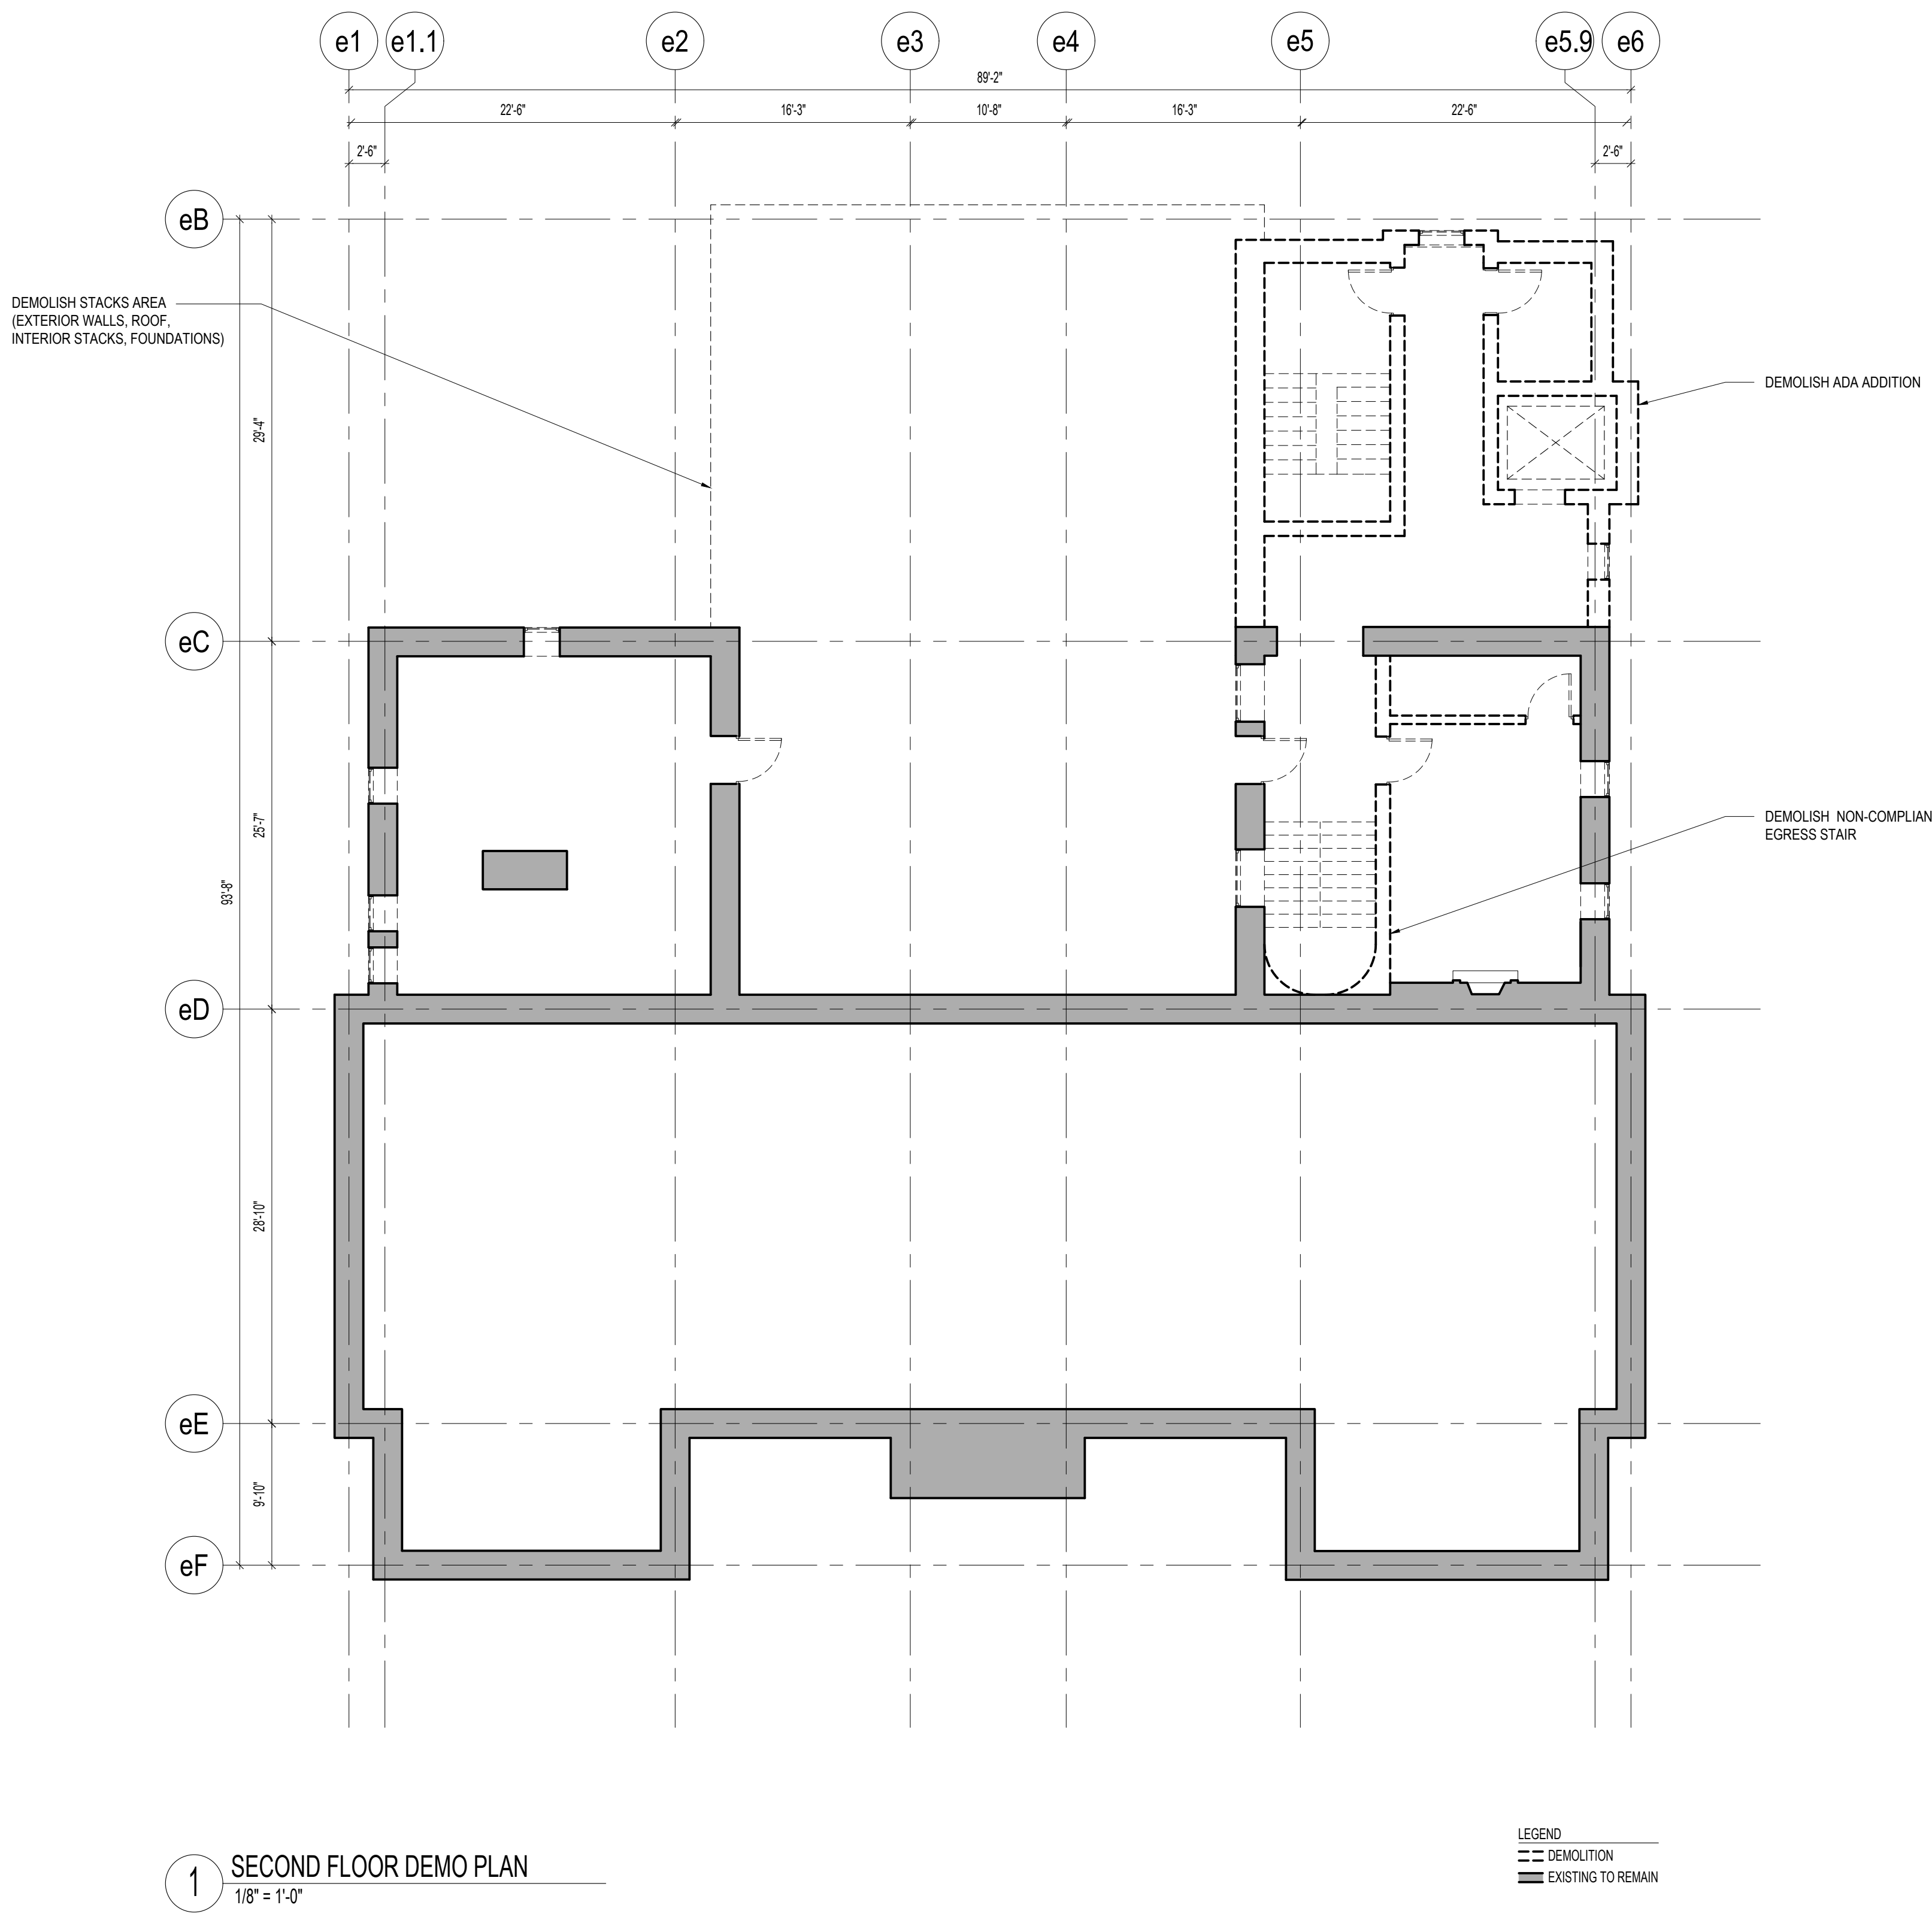 e1 e1.1 e2 e3 e4 e5 e5.9 e6
89'-2"
22'-6" 16'-3" 10'-8" 16'-3" 22'-6"
2'-6" 2'-6"
eB
DEMOLISH STACKS AREA
(EXTERIOR WALLS, ROOF,
INTERIOR STACKS, FOUNDATIONS)
DEMOLISH ADA ADDITION
29'-4"
eC
25'-7"
DEMOLISH NON-COMPLIAN
EGRESS STAIR
93'-8"
eD
28'-10"
eE
9'-10"
eF
1
SECOND FLOOR DEMO PLAN
1/8" = 1'-0"
LEGEND
DEMOLITION
EXISTING TO REMAIN